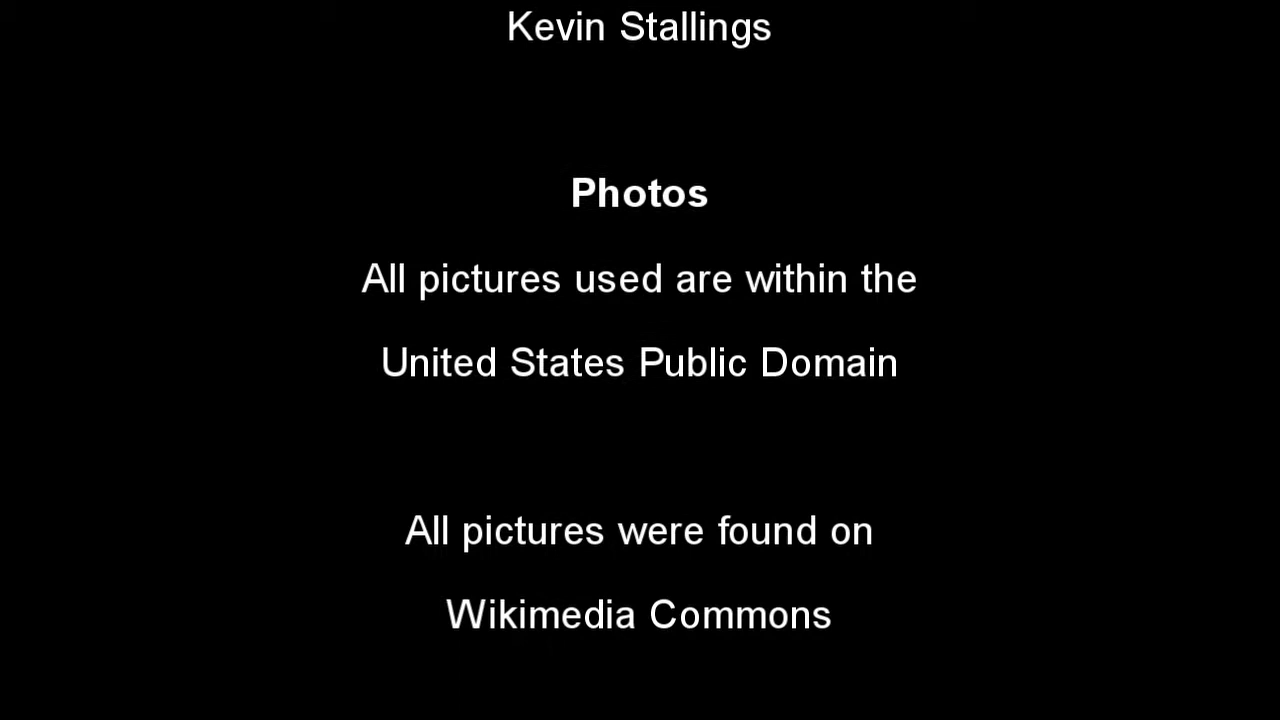 Kevin Stallings
Photos
All pictures used are within the
United States Public Domain
All pictures were found on
Wikimedia Commons